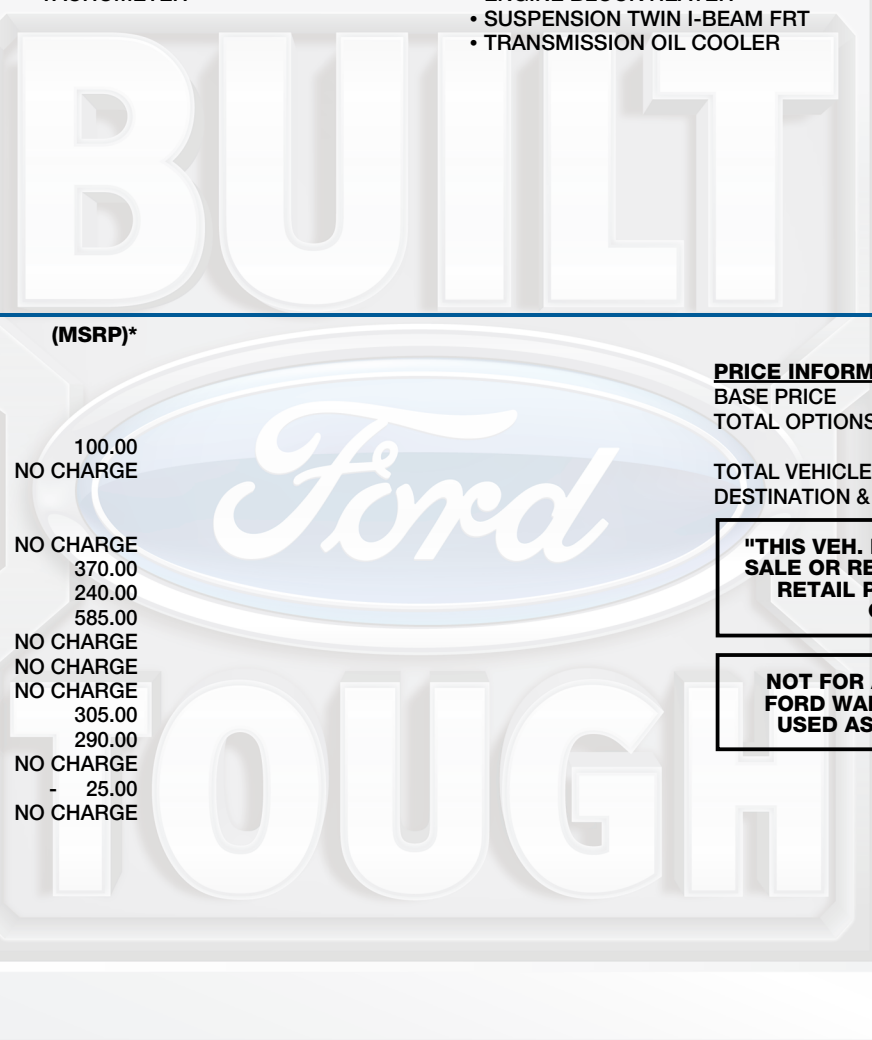 • SUSPENSION TWIN I-BEAM FRT
• TRANSMISSION OIL COOLER
BUILT
(MSRP)*
100.00
NO CHARGE
NO CHARGE
370.00
240.00
585.00
NO CHARGE
NO CHARGE
NO CHARGE
305.00
290.00
NO CHARGE
- 25.00
NO CHARGE
Ford
TOUGH
PRICE INFORM
BASE PRICE
TOTAL OPTIONS
TOTAL VEHICLE
DESTINATION &
"THIS VEH.
SALE OR RE
RETAIL
NOT FOR
FORD WA
USED AS